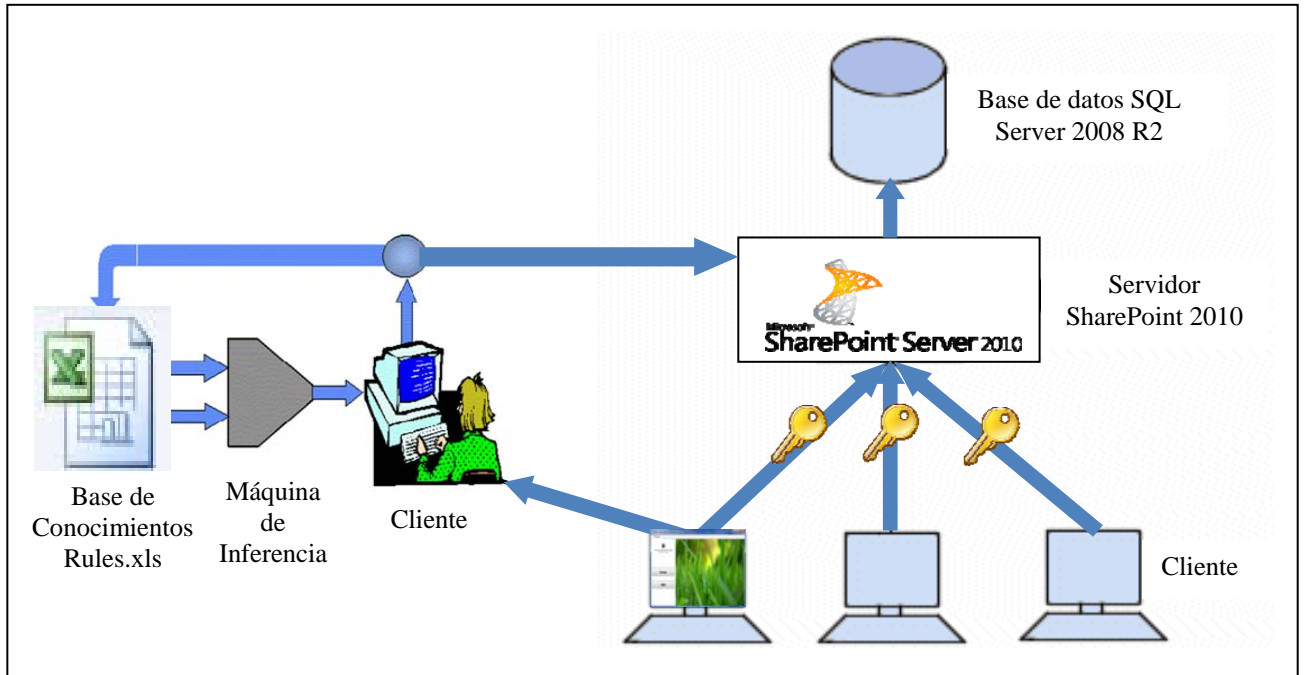 Base de datos SQL
Server 2008 R2
Servidor
SharePoint 2010
Microsoft
SharePoint Server 2010
Base de
Conocimientos
Rules.xls
Máquina
de
Inferencia
Cliente
Cliente